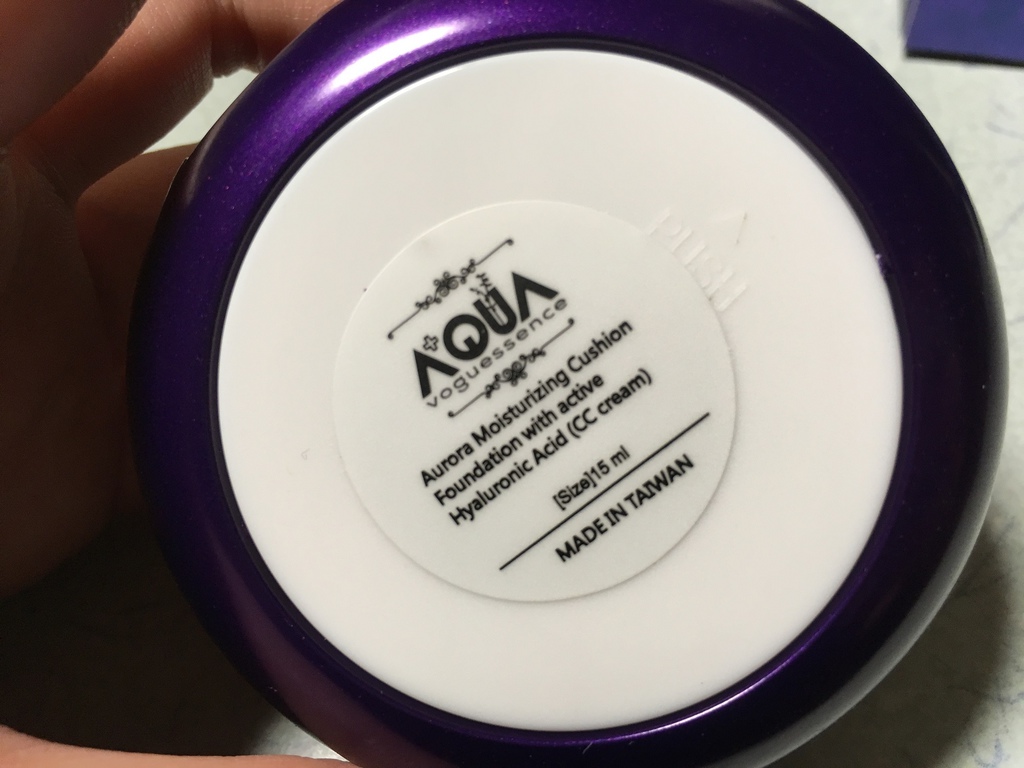 PUSH
AQUA
voguessence
Aurora Moisturizing Cushion
Foundation with active
Hyaluronic Acid (CC cream)
[Size]15 ml
MADE IN TAIWAN